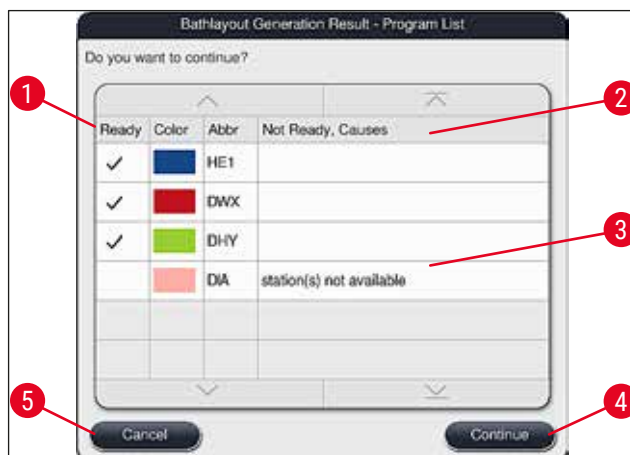 Bathlayout Generation Result - Program List
Do you want to continue?
1
2
Ready Color Abbr Not Ready, Causes
HE1
DWX
3
DHY
DIA station(s) not available
5
4
Cancel Continue